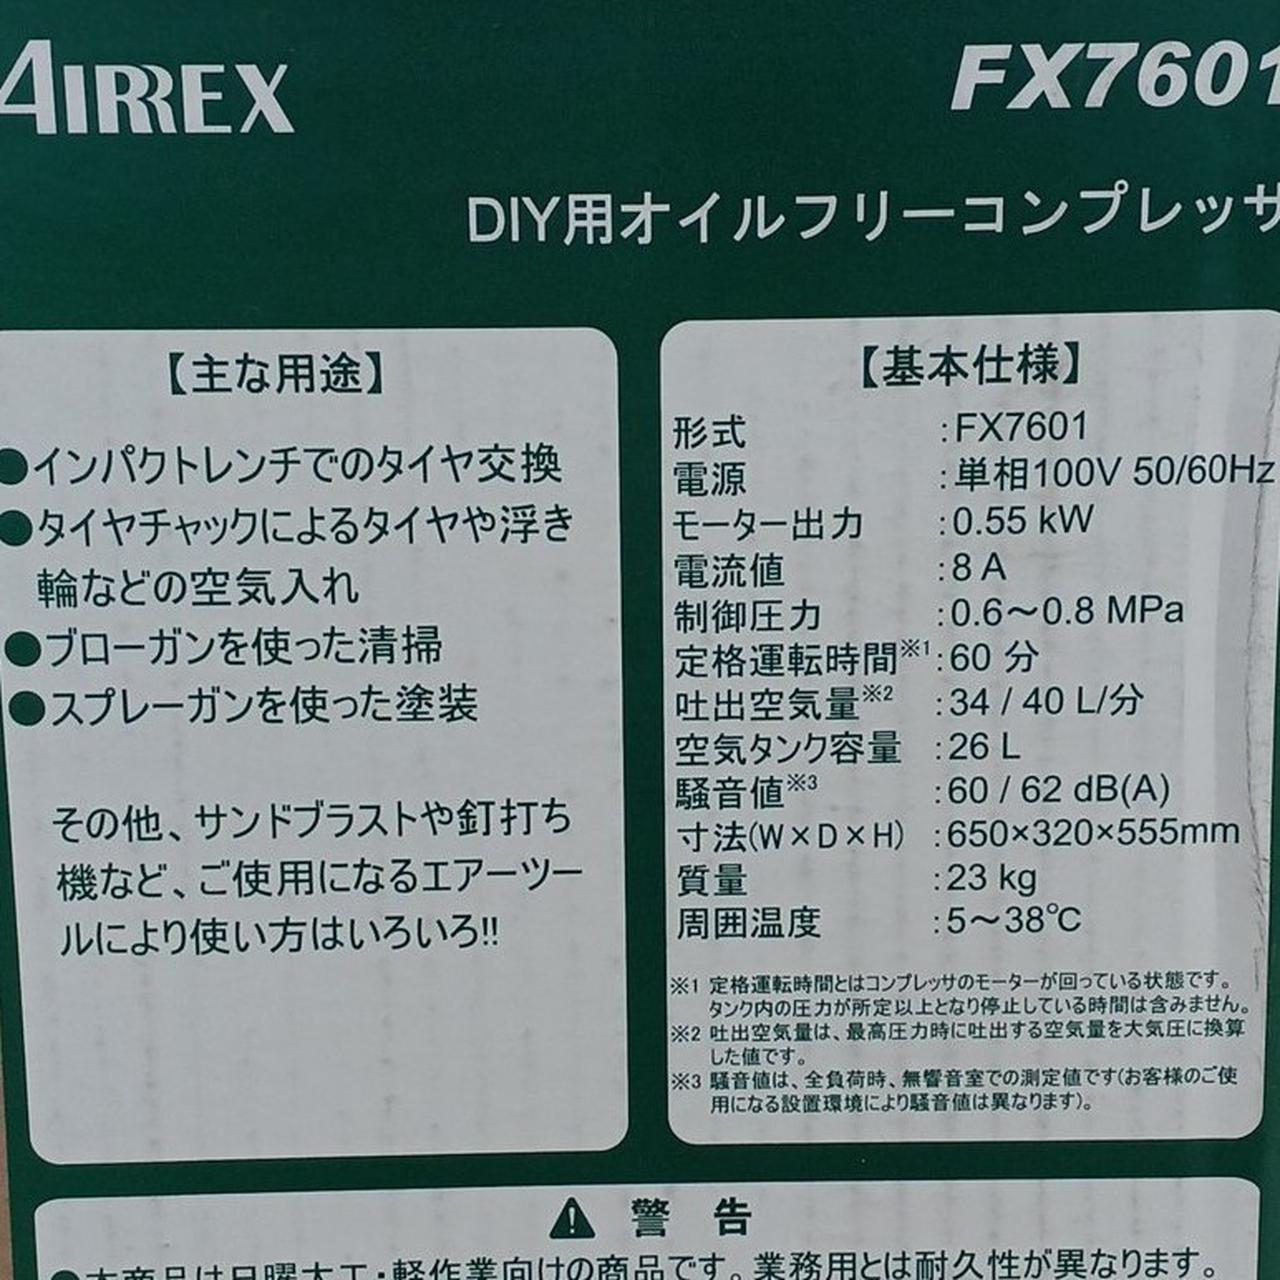 AIRREX
FX7601
DIY用オイルフリーコンプレッサ
【主な用途】
●インパクトレンチでのタイヤ交換
●タイヤチャックによるタイヤや浮き
輪などの空気入れ
●ブローガンを使った清掃
●スプレーガンを使った塗装
その他、サンドブラストや釘打ち
機など、ご使用になるエアーツー
ルにより使い方はいろいろ!!
【基本仕様】
形式 :FX7601
電源 :単相100V 50/60Hz
モーター出力 :0.55 kW
電流値 :8 A
制御圧力 :0.6～0.8 MPa
定格運転時間※1 :60 分
吐出空気量※2 :34 / 40 L/分
空気タンク容量 :26 L
騒音値※3 :60 / 62 dB(A)
寸法(W×D×H) :650×320×555mm
質量 :23 kg
周囲温度 :5～38℃
※1 定格運転時間とはコンプレッサのモーターが回っている状態です。
タンク内の圧力が所定以上となり停止している時間は含みません。
※2 吐出空気量は、最高圧力時に吐出する空気量を大気圧に換算
した値です。
※3 騒音値は、全負荷時、無響音室での測定値です(お客様のご使
用になる設置環境により騒音値は異なります)。
警告
●本商品は日曜大工・軽作業向けの商品です。業務用とは耐久性が異なります。